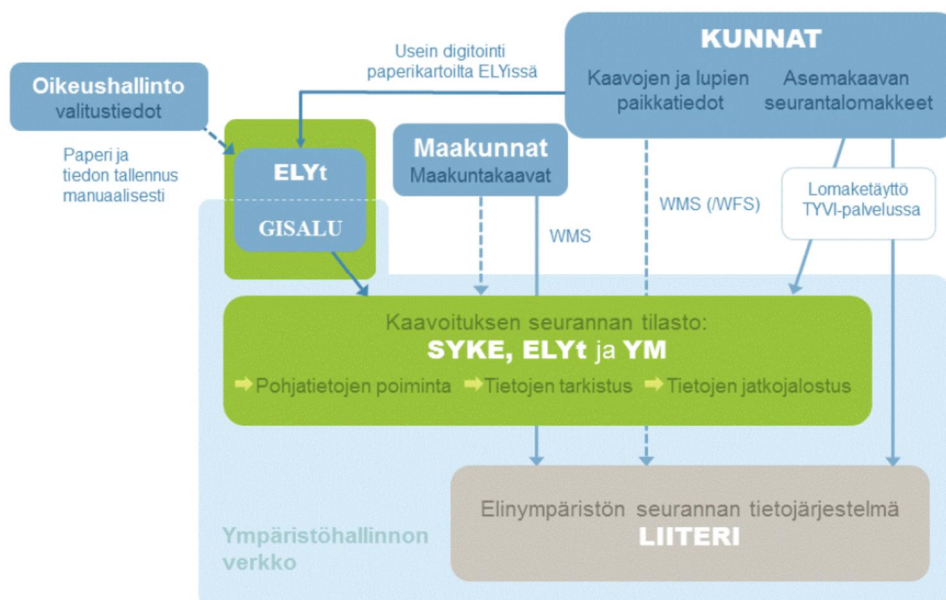 KUNNAT
Kaavojen ja lupien
paikkatiedot
Asemakaavan
seurantalomakkeet
Usein digitointi
paperikartoilta ELYissä
Oikeushallinto
valitustiedot
Paperi ja
tiedon tallennus
manuaalisesti
ELYt
GISALU
Maakunnat
Maakuntakaavat
WMS
WMS (/WFS)
Lomaketäyttö
TYVI-palvelussa
Kaavoituksen seurannan tilasto:
SYKE, ELYt ja YM
Pohjatietojen poiminta
Tietojen tarkistus
Tietojen jatkojalostus
Elinympäristön seurannan tietojärjestelmä
LIITERI
Ympäristöhallinnon
verkko